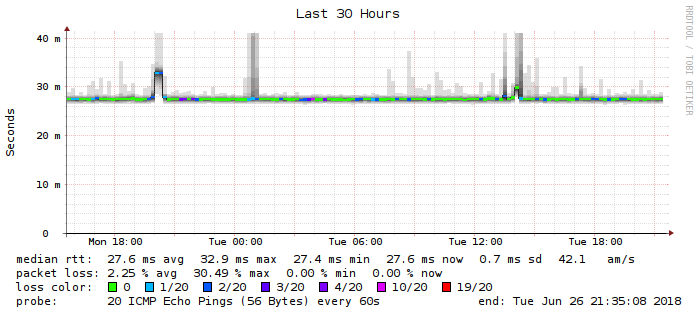 Last 30 Hours
RRDTOOL / TOBI OETIKER
Seconds
40 m
30 m
20 m
10 m
0
Mon 18:00 Tue 00:00 Tue 06:00 Tue 12:00 Tue 18:00
median rtt: 27.6 ms avg 32.9 ms max 27.4 ms min 27.6 ms now 0.7 ms sd 42.1 am/s
packet loss: 2.25 % avg 30.49 % max 0.00 % min 0.00 % now
loss color: 0 1/20 2/20 3/20 4/20 10/20 19/20
probe: 20 ICMP Echo Pings (56 Bytes) every 60s end: Tue Jun 26 21:35:08 2018